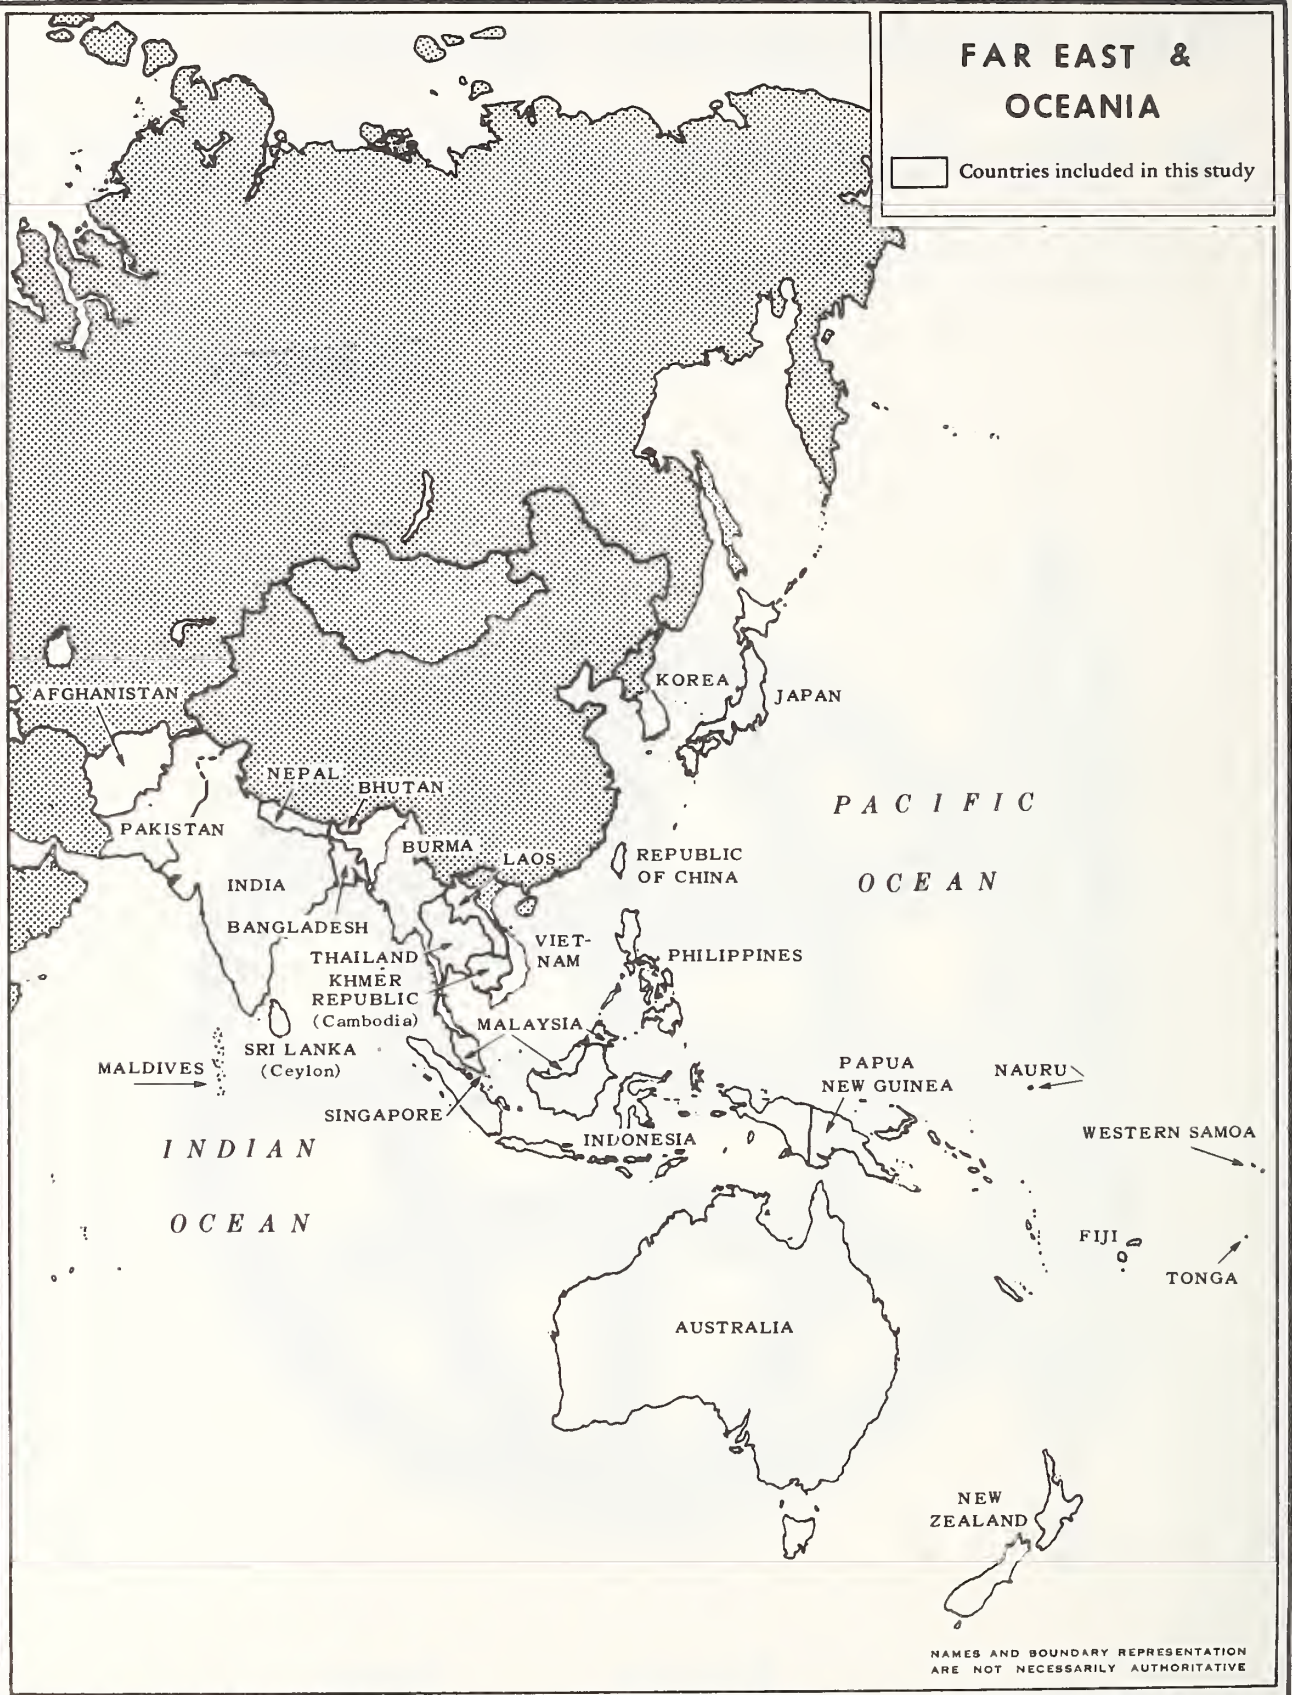 FAR EAST &
OCEANIA
Countries included in this study
AFGHANISTAN
KOREA
JAPAN
NEPAL
BHUTAN
PACIFIC
OCEAN
PAKISTAN
BURMA
LAOS
REPUBLIC
OF CHINA
INDIA
BANGLADESH
VIET-
NAM
PHILIPPINES
THAILAND
KHMER
REPUBLIC
(Cambodia)
MALAYSIA
SRI LANKA
(Ceylon)
MALDIVES
SINGAPORE
PAPUA
NEW GUINEA
NAURU
INDONESIA
WESTERN SAMOA
INDIAN
OCEAN
FIJI
TONGA
AUSTRALIA
NEW
ZEALAND
NAMES AND BOUNDARY REPRESENTATION
ARE NOT NECESSARILY AUTHORITATIVE